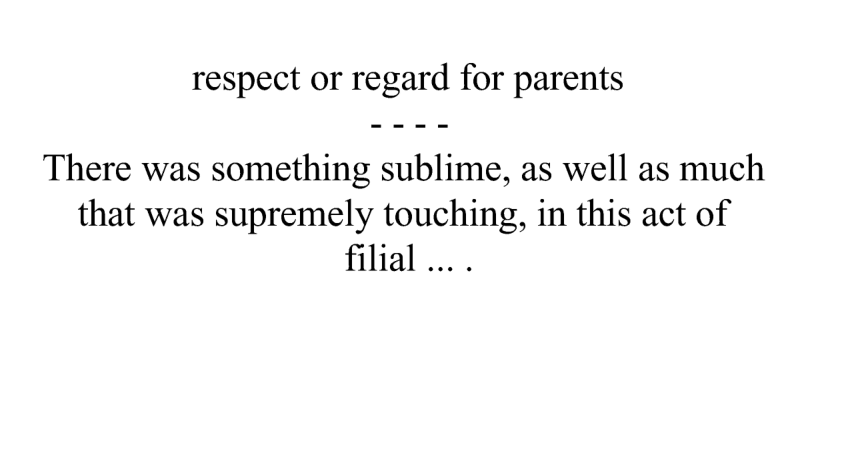 respect or regard for parents
- - - -
There was something sublime, as well as much
that was supremely touching, in this act of
filial ... .